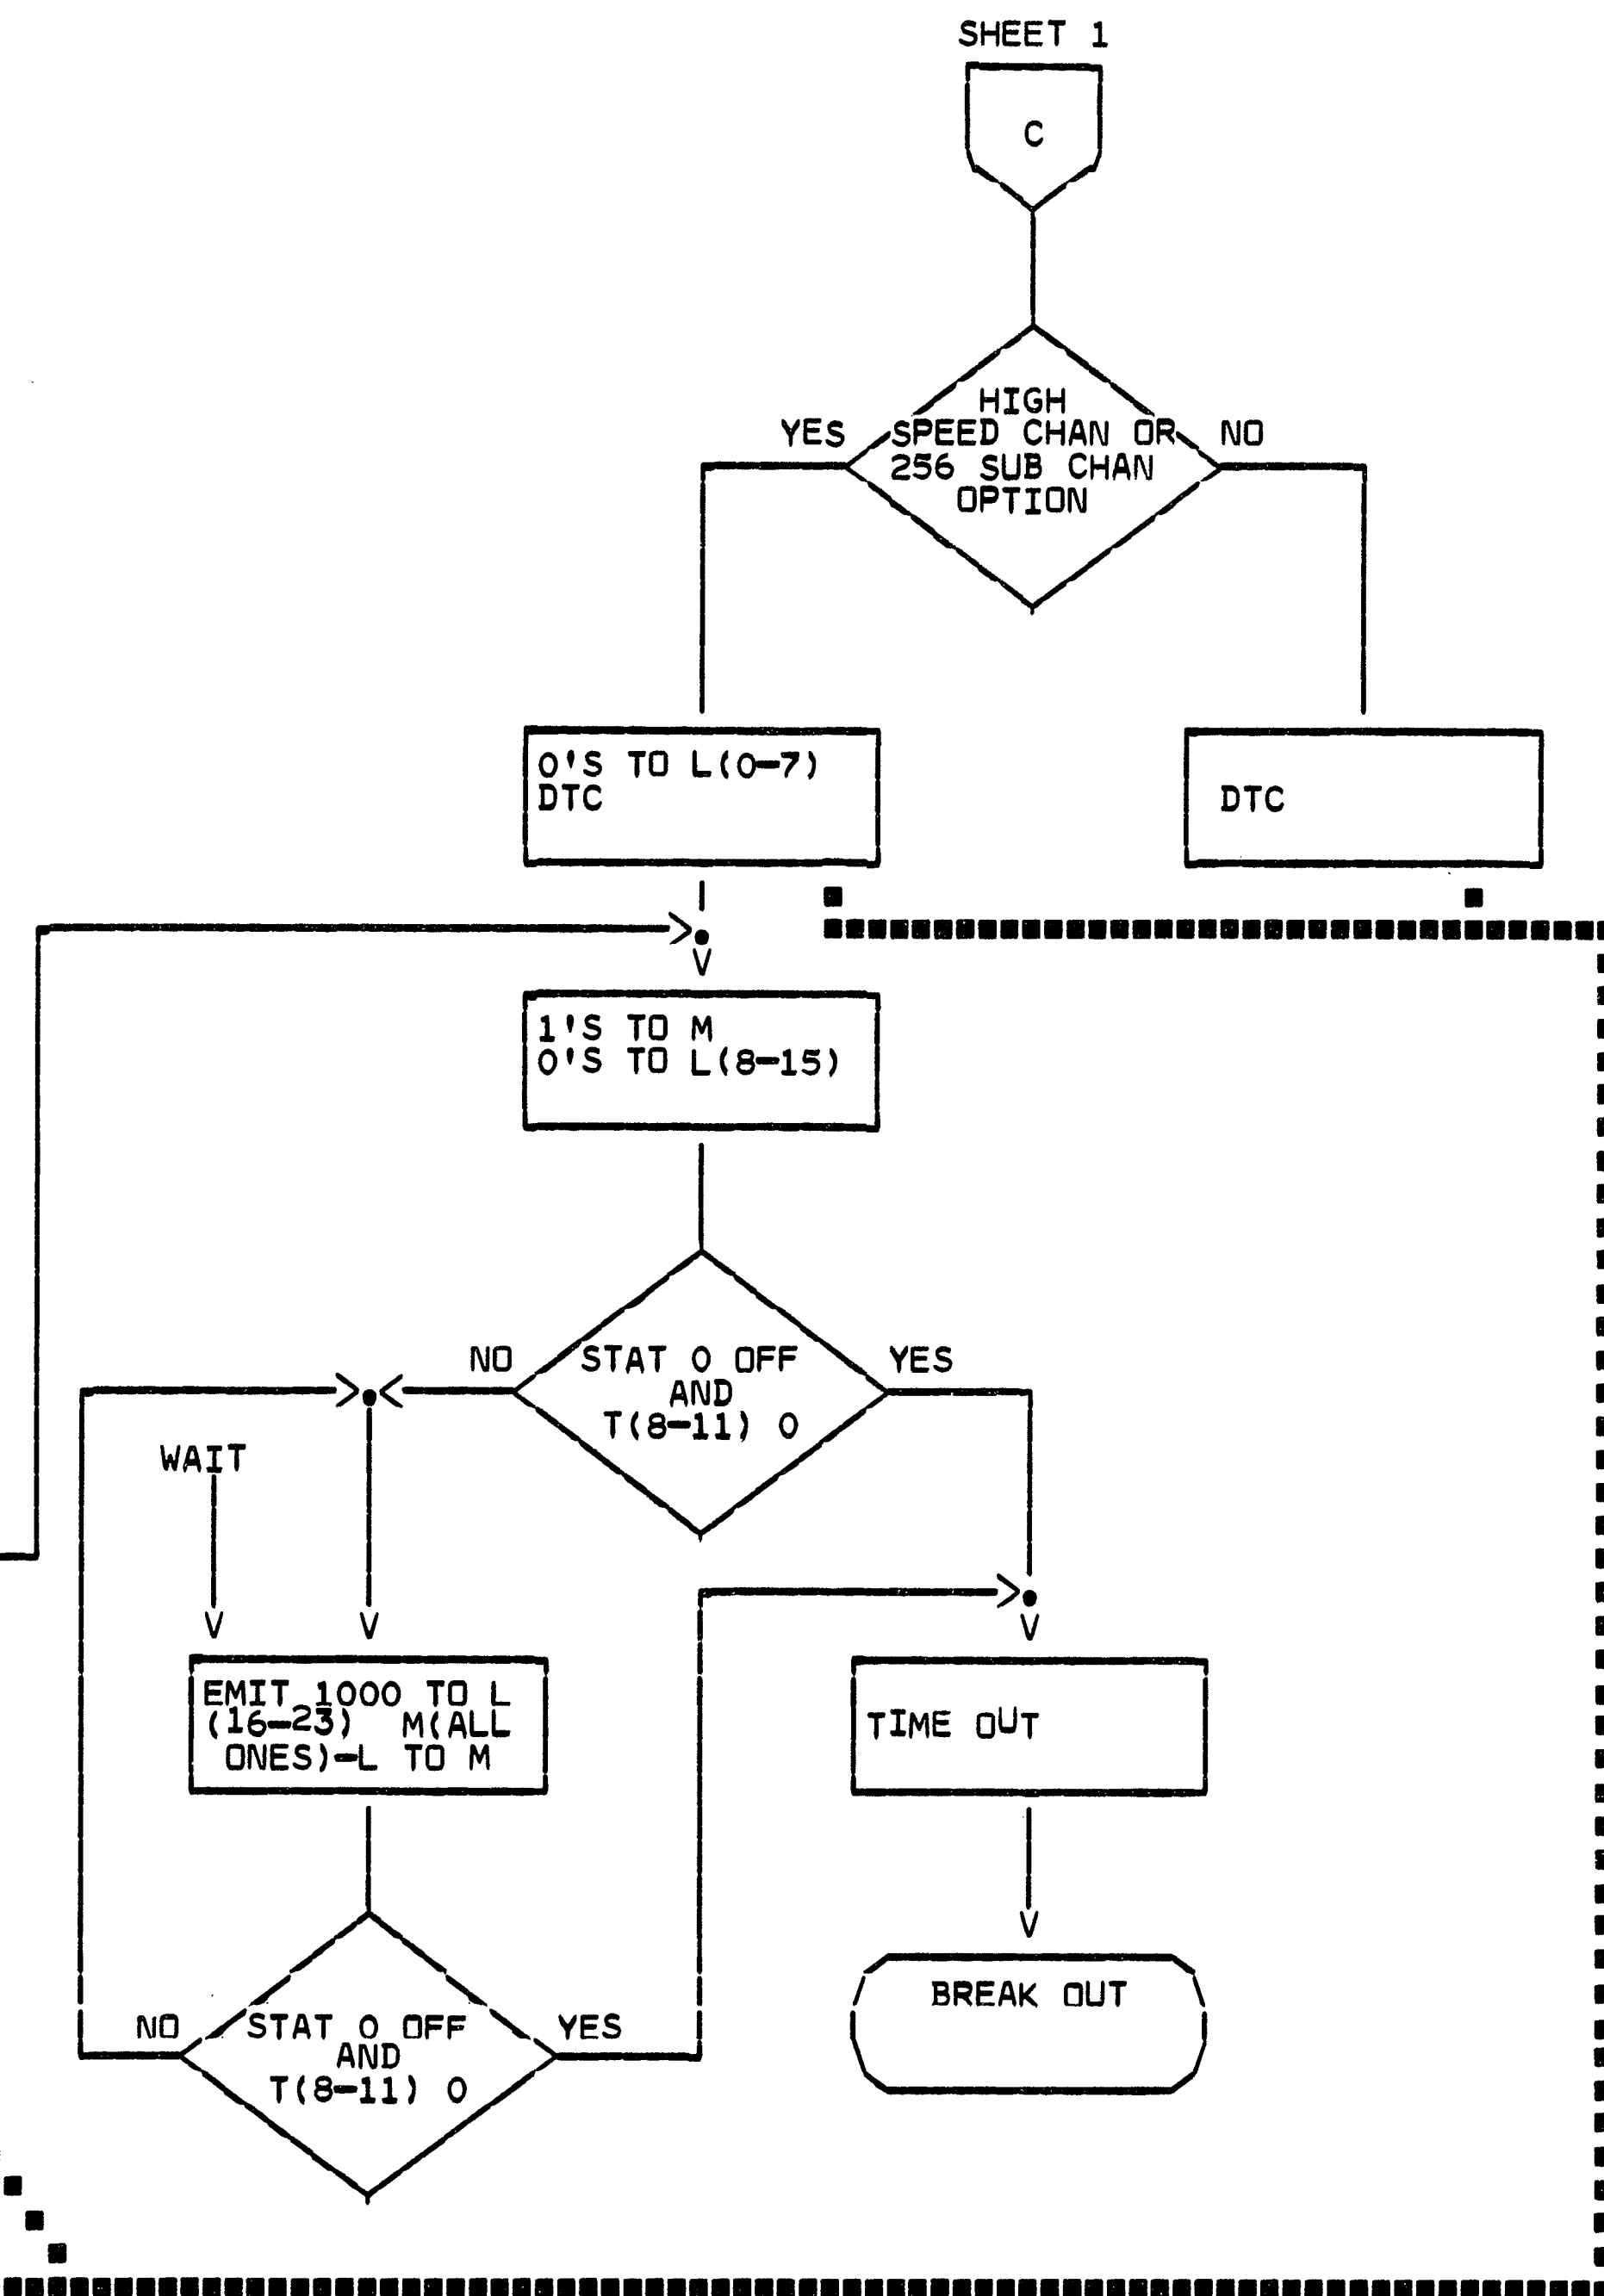 SHEET 1
C
HIGH
YES SPEED CHAN OR NO
256 SUB CHAN
OPTION
0'S TO L(0-7)
DTC
DTC
1'S TO M
0'S TO L(8-15)
NO STAT 0 OFF YES
AND
T(8-11) 0
WAIT
EMIT 1000 TO L
(16-23) M(ALL
ONES)-L TO M
TIME OUT
BREAK OUT
NO STAT 0 OFF YES
AND
T(8-11) 0